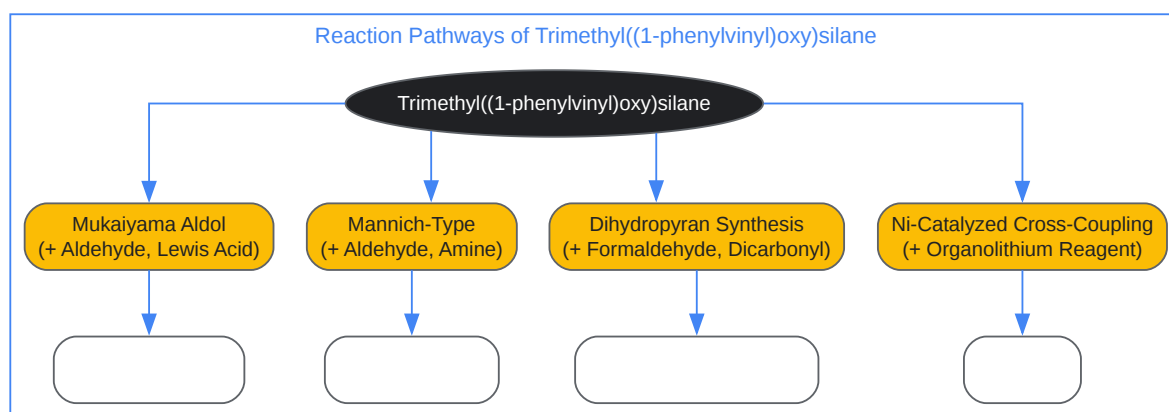 Reaction Pathways of Trimethyl((1-phenylvinyl)oxy)silane
Trimethyl((1-phenylvinyl)oxy)silane
Mukaiyama Aldol
(+ Aldehyde, Lewis Acid)
Mannich-Type
(+ Aldehyde, Amine)
Dihydropyran Synthesis
(+ Formaldehyde, Dicarbonyl)
Ni-Catalyzed Cross-Coupling
(+ Organolithium Reagent)